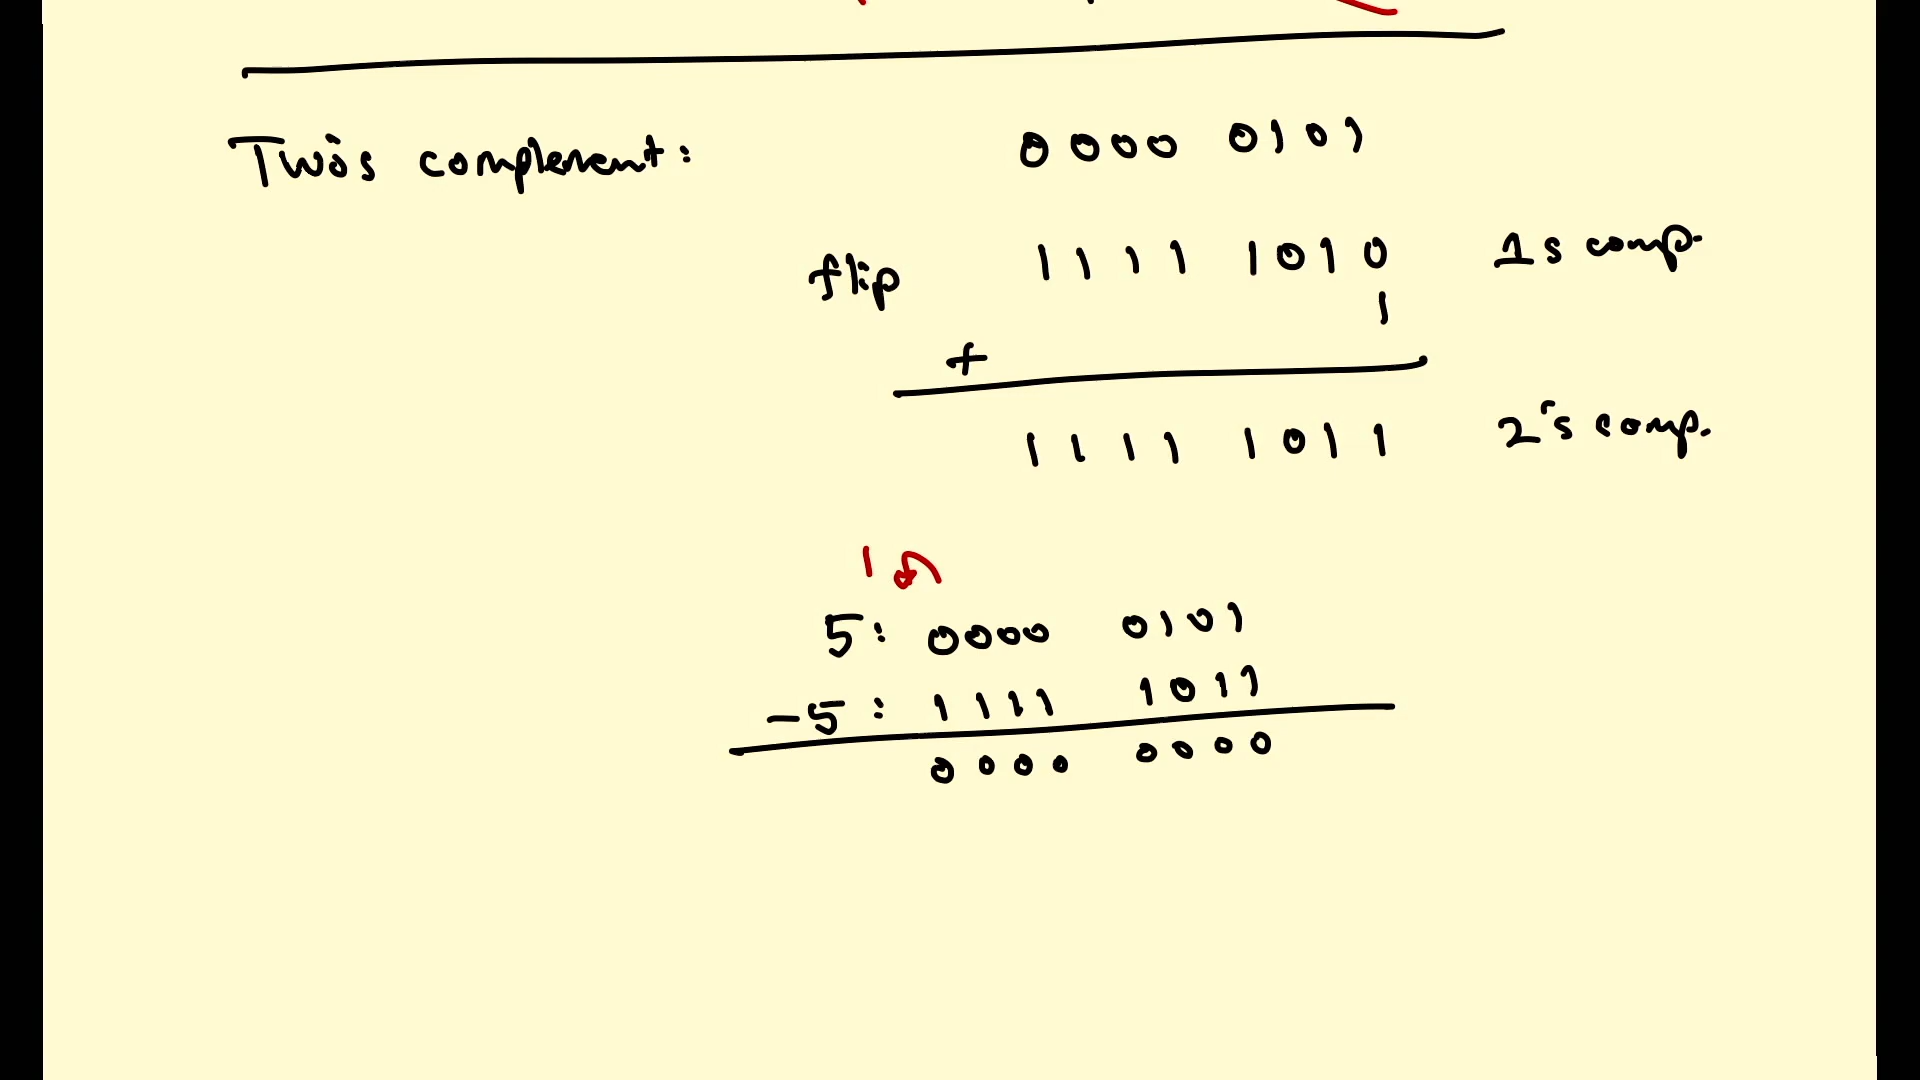 Two's complement: 0000 0101
flip 1111 1010 1s comp.
1
+
1111 1011 2's comp.
1
5: 0000 0101
-5: 1111 1011
0000 0000